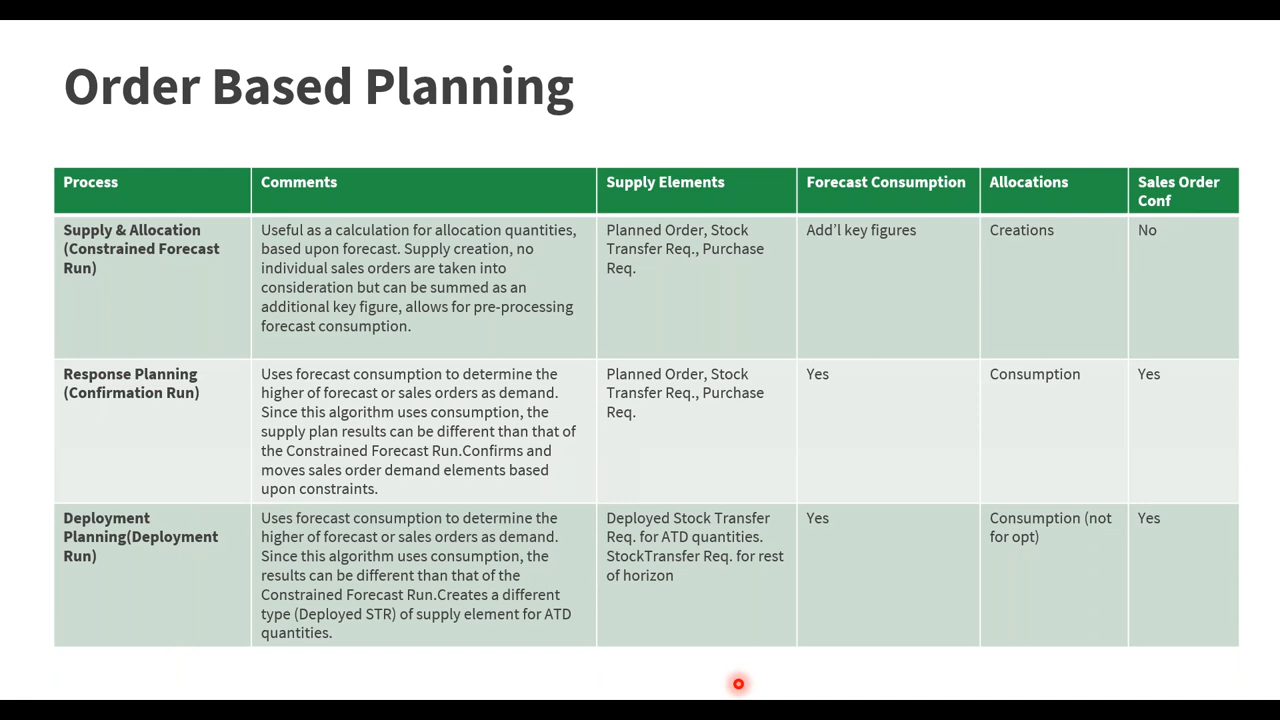 Order Based Planning
Process
Comments
Supply Elements
Forecast Consumption
Allocations
Sales Order
Conf
Supply & Allocation
(Constrained Forecast
Run)
Useful as a calculation for allocation quantities,
based upon forecast. Supply creation, no
individual sales orders are taken into
consideration but can be summed as an
additional key figure, allows for pre-processing
forecast consumption.
Planned Order, Stock
Transfer Req., Purchase
Req.
Add'l key figures
Creations
No
Response Planning
(Confirmation Run)
Uses forecast consumption to determine the
higher of forecast or sales orders as demand.
Since this algorithm uses consumption, the
supply plan results can be different than that of
the Constrained Forecast Run.Confirms and
moves sales order demand elements based
upon constraints.
Planned Order, Stock
Transfer Req., Purchase
Req.
Yes
Consumption
Yes
Deployment
Planning(Deployment
Run)
Uses forecast consumption to determine the
higher of forecast or sales orders as demand.
Since this algorithm uses consumption, the
results can be different than that of the
Constrained Forecast Run.Creates a different
type (Deployed STR) of supply element for ATD
quantities.
Deployed Stock Transfer
Req. for ATD quantities.
StockTransfer Req. for rest
of horizon
Yes
Consumption (not
for opt)
Yes